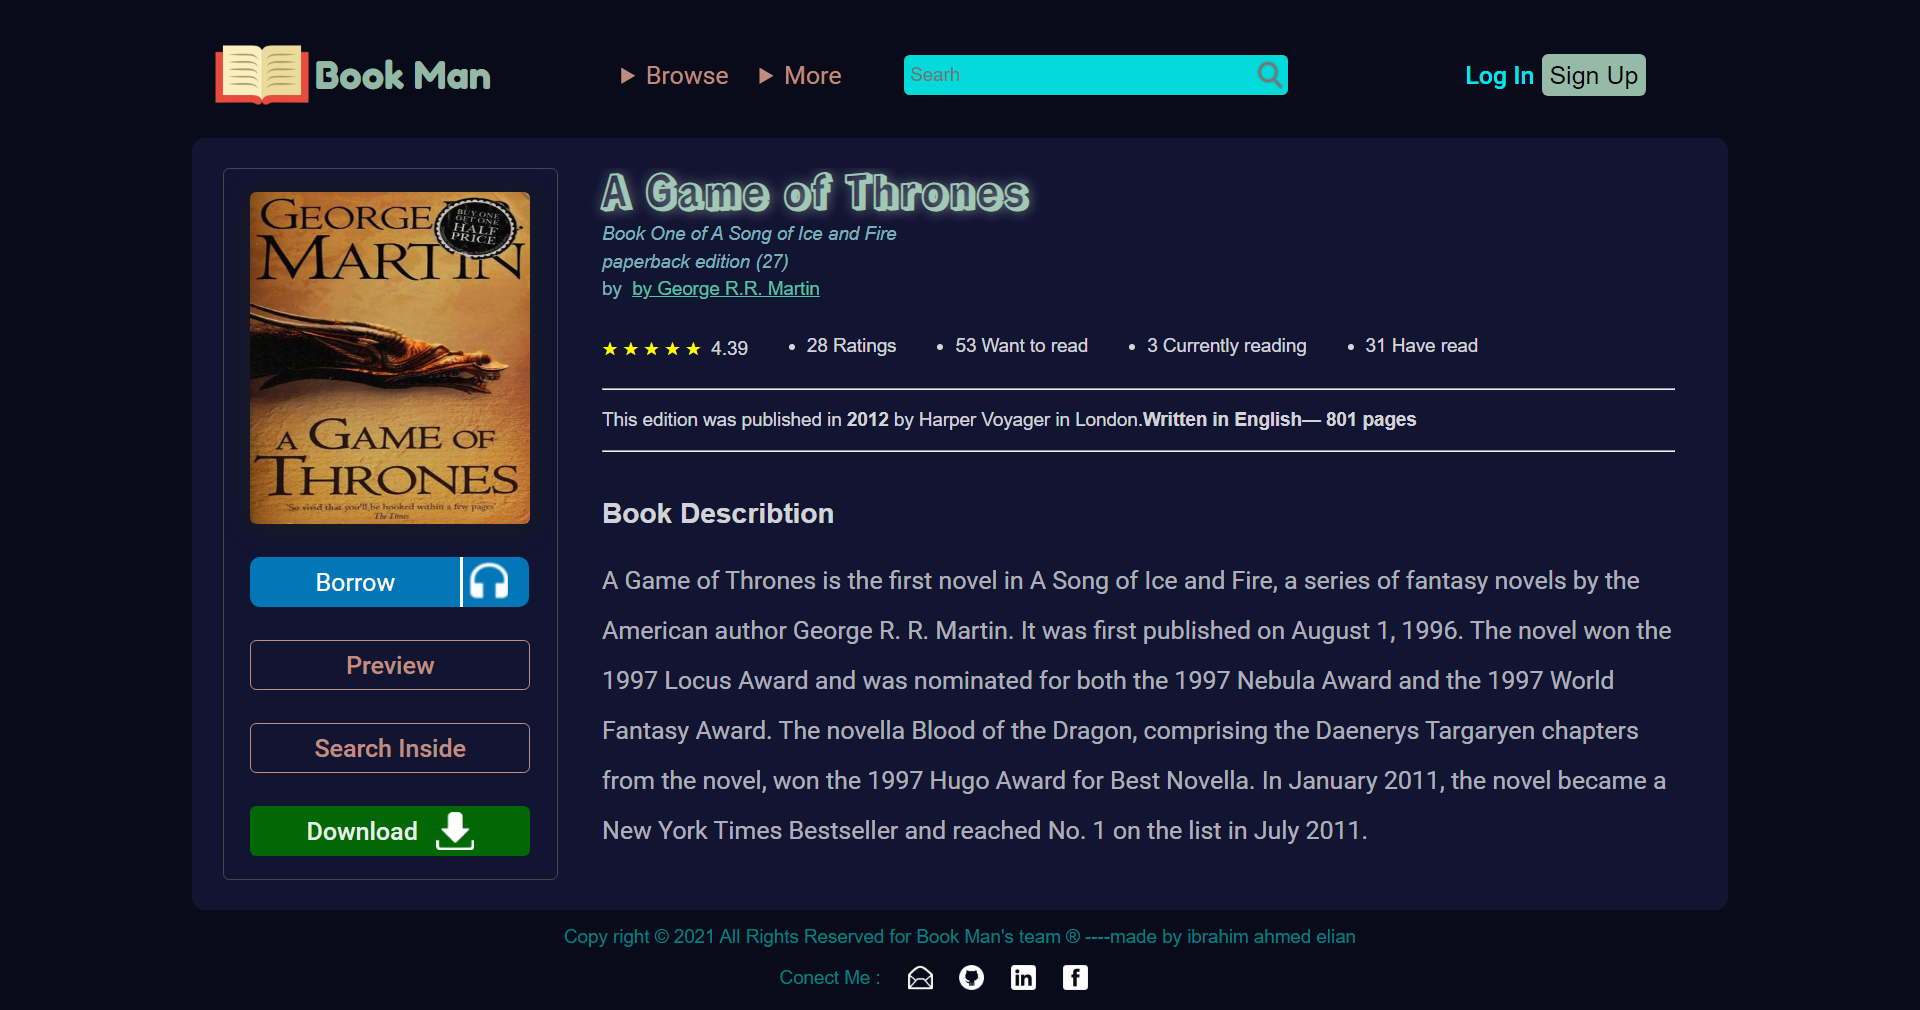 Book Man
▶ Browse ▶ More
Searh
Log In Sign Up
GEORGE
MARTIN
BUY ONE
GET ONE
HALF
PRICE
A GAME OF
THRONES
'So vivid that you'll be hooked within a few pages'
The Times
Borrow
Preview
Search Inside
Download
A Game of Thrones
Book One of A Song of Ice and Fire
paperback edition (27)
by by George R.R. Martin
★ ★ ★ ★ ★ 4.39 • 28 Ratings • 53 Want to read • 3 Currently reading • 31 Have read
This edition was published in 2012 by Harper Voyager in London.Written in English— 801 pages
Book Describtion
A Game of Thrones is the first novel in A Song of Ice and Fire, a series of fantasy novels by the
American author George R. R. Martin. It was first published on August 1, 1996. The novel won the
1997 Locus Award and was nominated for both the 1997 Nebula Award and the 1997 World
Fantasy Award. The novella Blood of the Dragon, comprising the Daenerys Targaryen chapters
from the novel, won the 1997 Hugo Award for Best Novella. In January 2011, the novel became a
New York Times Bestseller and reached No. 1 on the list in July 2011.
Copy right © 2021 All Rights Reserved for Book Man's team ® ----made by ibrahim ahmed elian
Conect Me :